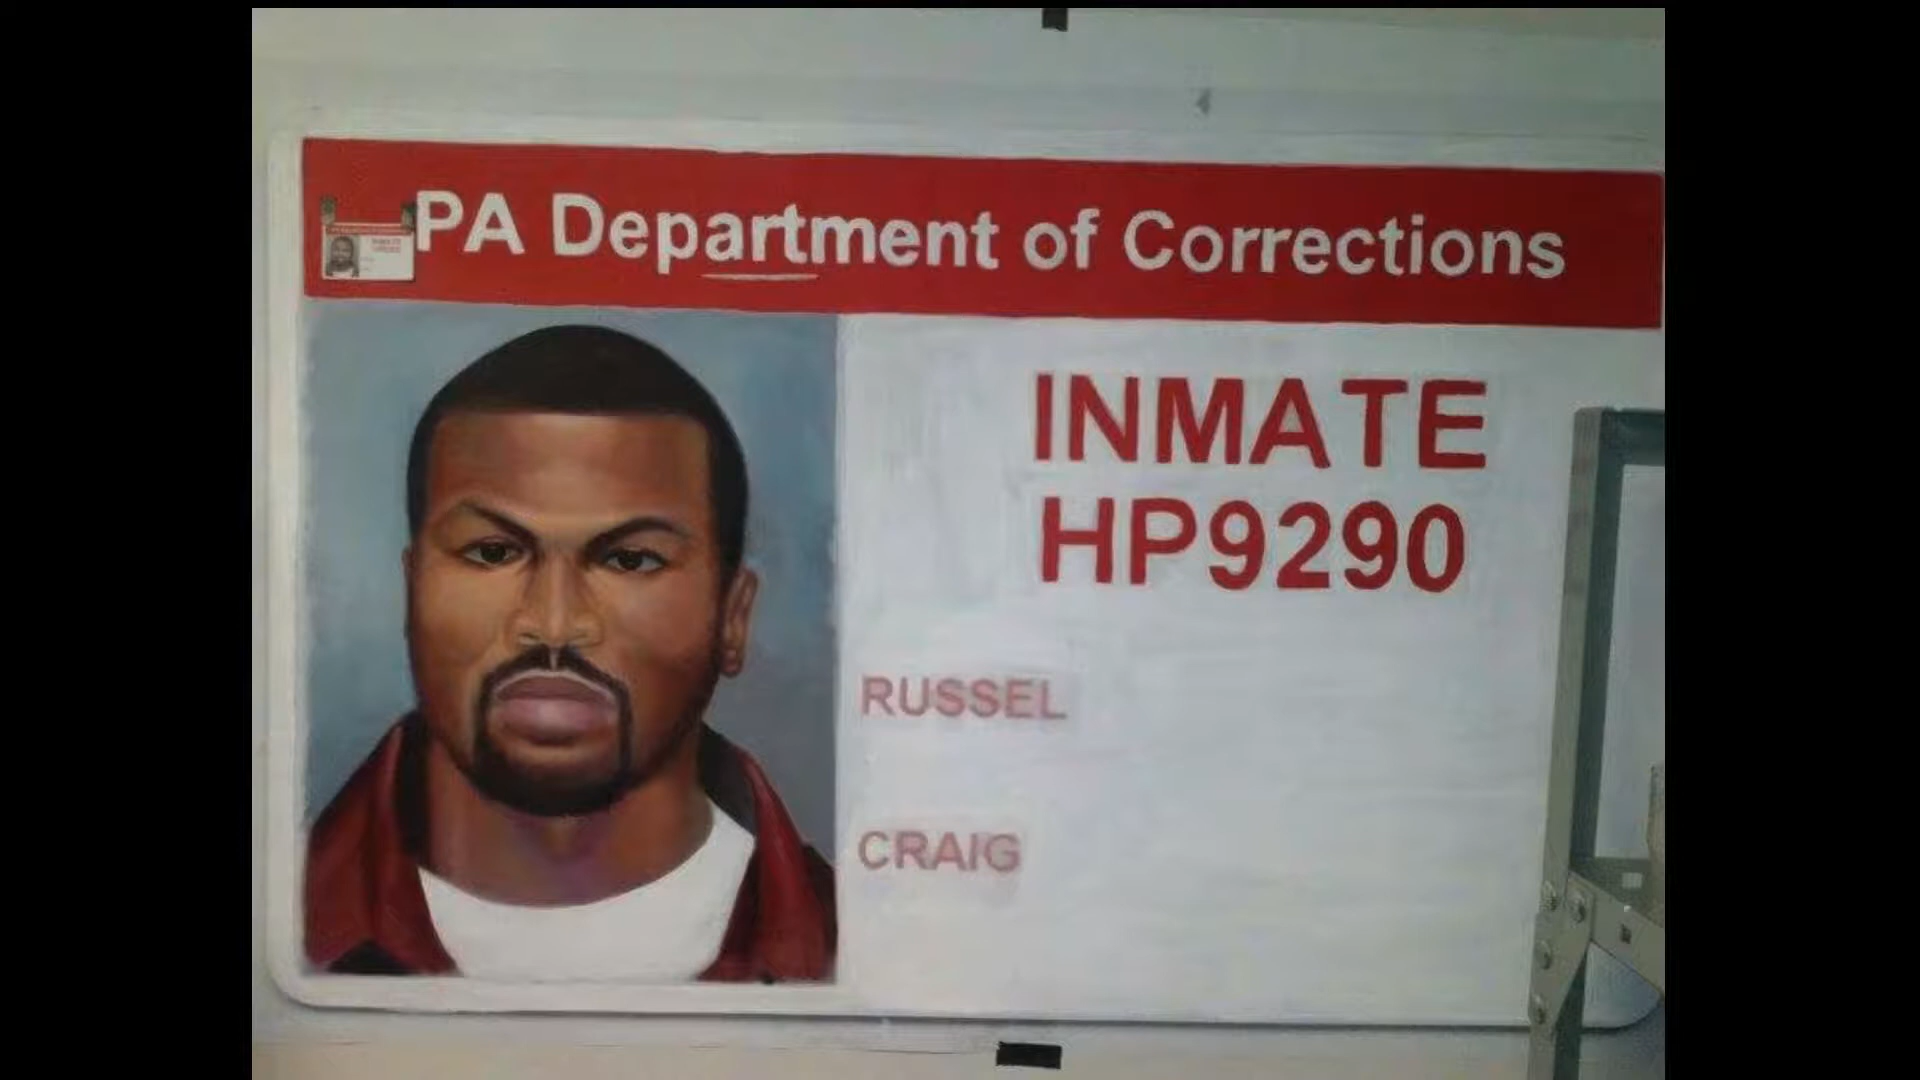 PA Department of Corrections
INMATE
HP9290
RUSSEL
CRAIG